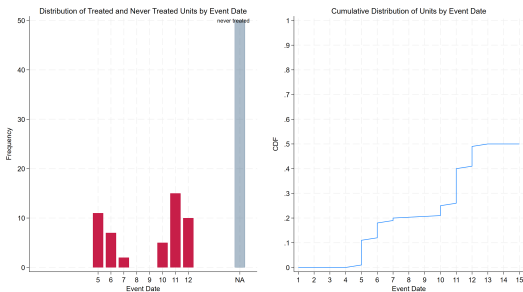 Distribution of Treated and Never Treated Units by Event Date
never treated
50
40
30
20
10
0
Frequency
5 6 7 8 9 10 11 12 NA
Event Date
Cumulative Distribution of Units by Event Date
1
.9
.8
.7
.6
.5
.4
.3
.2
.1
0
CDF
1 2 3 4 5 6 7 8 9 10 11 12 13 14 15
Event Date